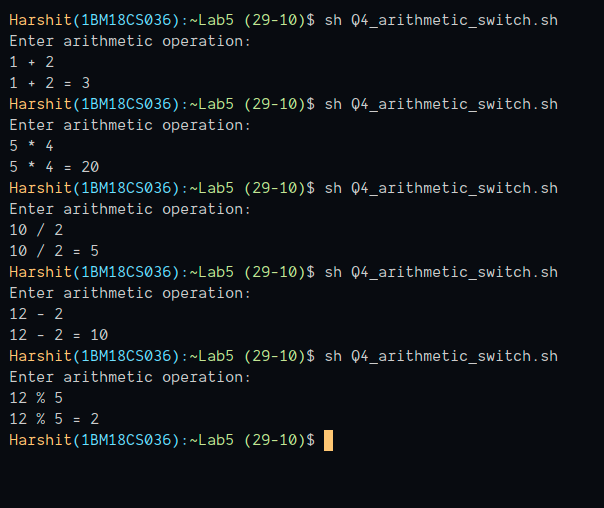 Harshit(1BM18CS036):~Lab5 (29-10)$ sh Q4_arithmetic_switch.sh
Enter arithmetic operation:
1 + 2
1 + 2 = 3
Harshit(1BM18CS036):~Lab5 (29-10)$ sh Q4_arithmetic_switch.sh
Enter arithmetic operation:
5 * 4
5 * 4 = 20
Harshit(1BM18CS036):~Lab5 (29-10)$ sh Q4_arithmetic_switch.sh
Enter arithmetic operation:
10 / 2
10 / 2 = 5
Harshit(1BM18CS036):~Lab5 (29-10)$ sh Q4_arithmetic_switch.sh
Enter arithmetic operation:
12 - 2
12 - 2 = 10
Harshit(1BM18CS036):~Lab5 (29-10)$ sh Q4_arithmetic_switch.sh
Enter arithmetic operation:
12 % 5
12 % 5 = 2
Harshit(1BM18CS036):~Lab5 (29-10)$